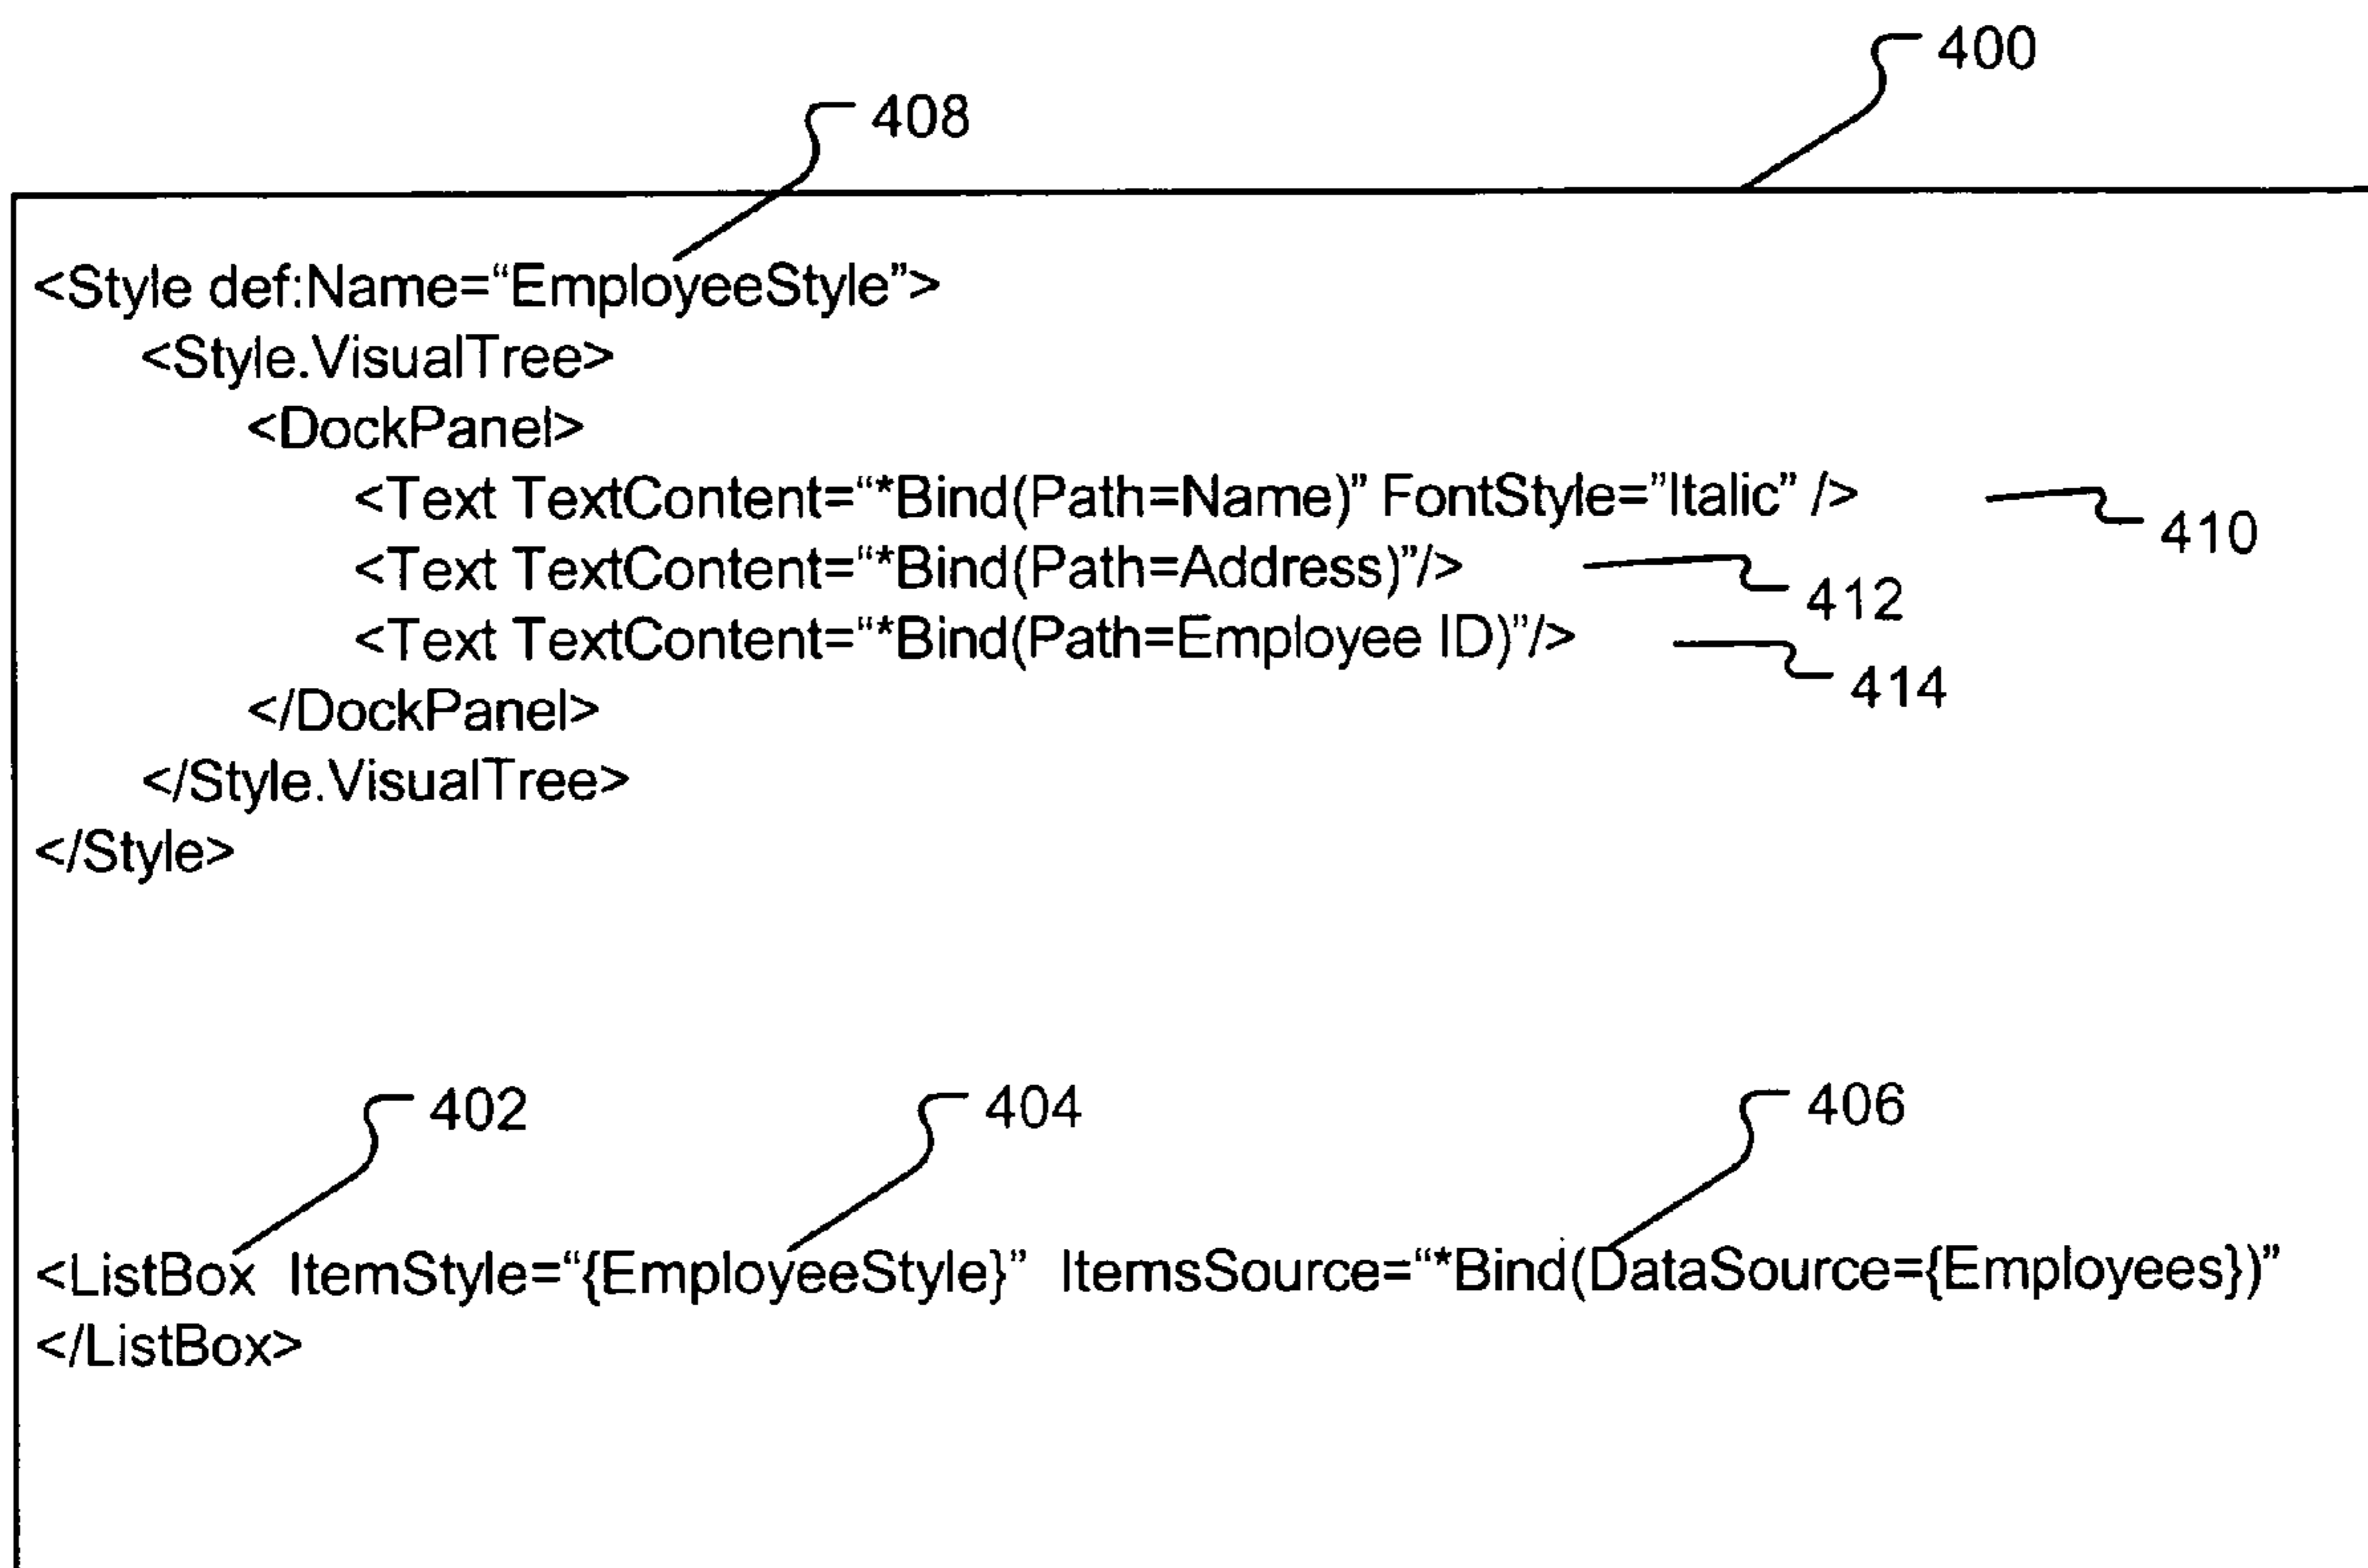 400
408
<Style def:Name=“EmployeeStyle”>
<Style.VisualTree>
<DockPanel>
<Text TextContent=“*Bind(Path=Name)” FontStyle=”Italic” />
410
<Text TextContent=“*Bind(Path=Address)”/>
412
<Text TextContent=“*Bind(Path=Employee ID)”/>
414
</DockPanel>
</Style.VisualTree>
</Style>
402 404 406
<ListBox ItemStyle=“{EmployeeStyle}” ItemsSource=“*Bind(DataSource={Employees})”
</ListBox>